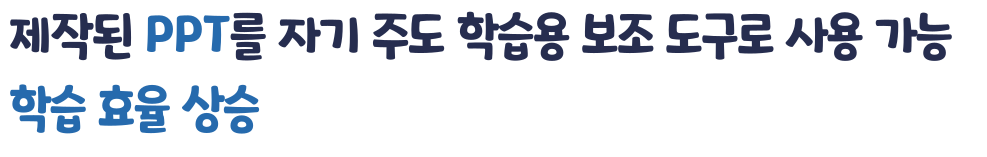 제작된 PPT를 자기 주도 학습용 보조 도구로 사용 가능
학습 효율 상승